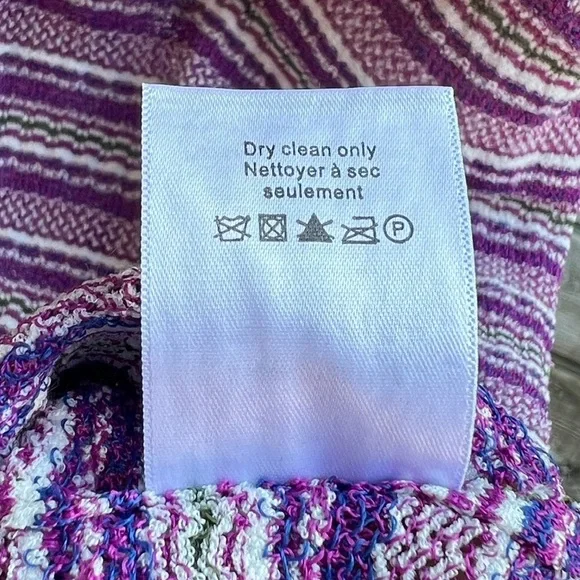 Dry clean only
Nettoyer à sec
seulement
P